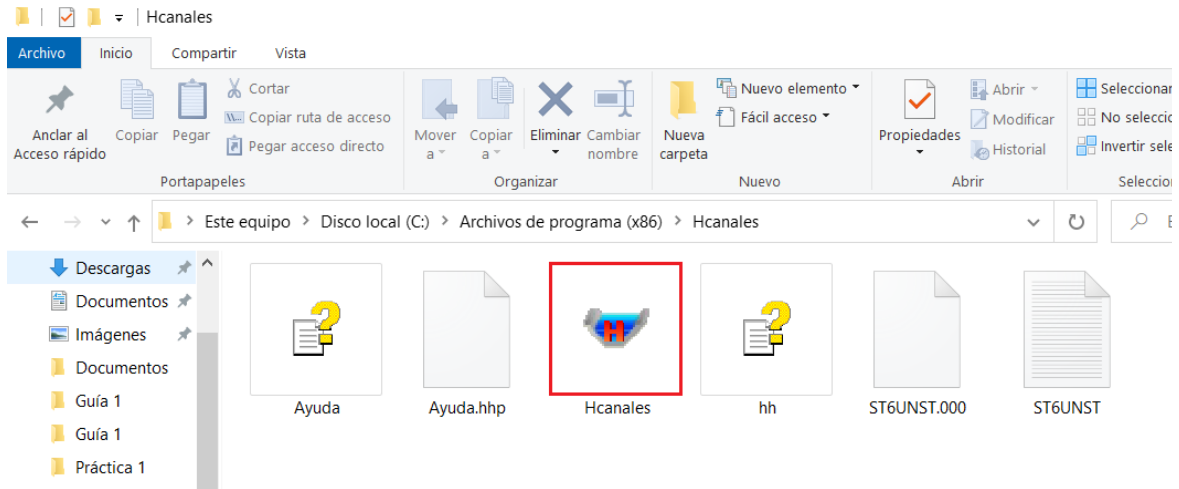 Hcanales
Archivo Inicio Compartir Vista
Anclar al
Acceso rápido
Copiar
Pegar
Cortar
Copiar ruta de acceso
Pegar acceso directo
Portapapeles
Mover
a
Copiar
a
Eliminar
Cambiar
nombre
Organizar
Nueva
carpeta
Nuevo elemento
Fácil acceso
Nuevo
Propiedades
Abrir
Modificar
Historial
Abrir
Seleccionar
No selecci
Invertir sele
Seleccio
Este equipo > Disco local (C:) > Archivos de programa (x86) > Hcanales
Descargas
Documentos
Imágenes
Documentos
Guía 1
Guía 1
Práctica 1
H
Ayuda
Ayuda.hhp
Hcanales
hh
ST6UNST.000
ST6UNST